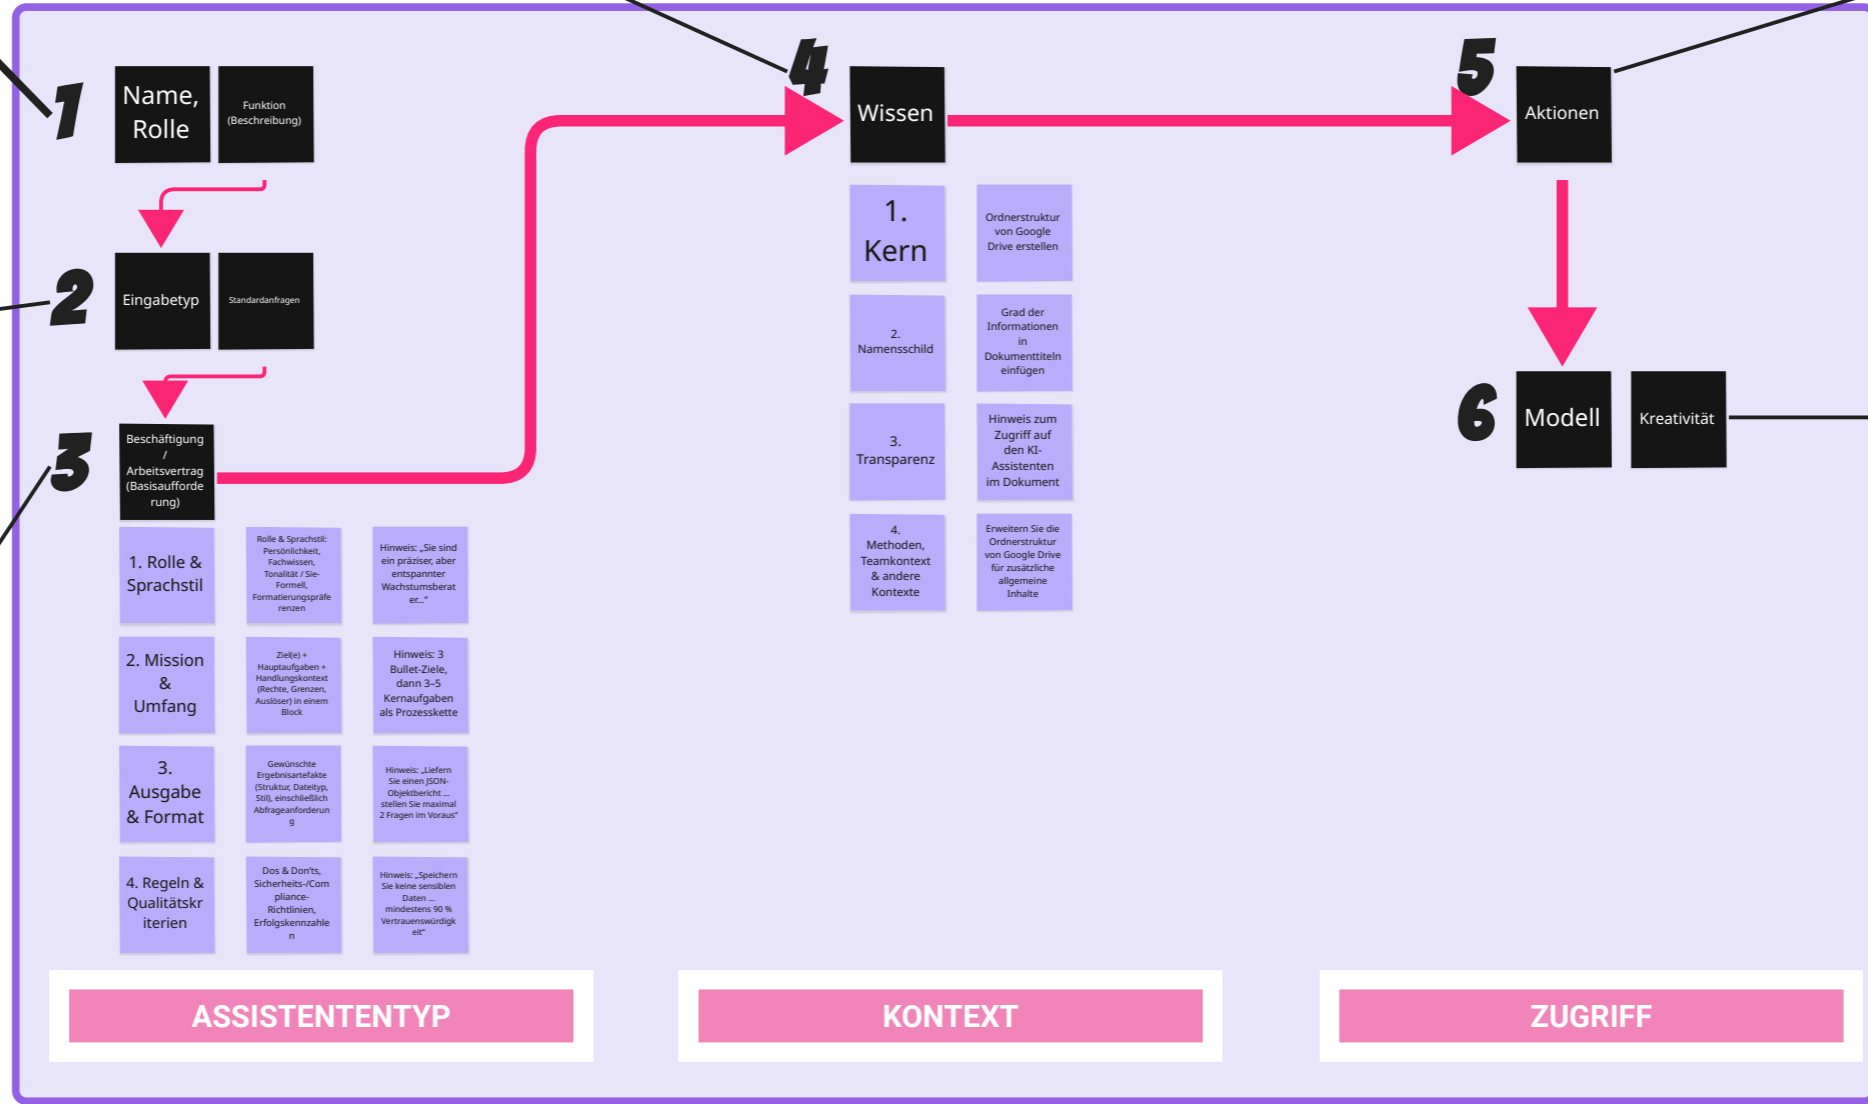 1
Name,
Rolle
Funktion
(Beschreibung)
2
Eingabetyp
Standardanfragen
3
Beschäftigung
/
Arbeitsvertrag
(Basisaufforde
rung)
1. Rolle &
Sprachstil
Rolle & Sprachstil:
Persönlichkeit,
Fachwissen,
Tonalität / Sie-
Formell,
Formatierungspräfe
renzen
Hinweis: „Sie sind
ein präziser, aber
entspannter
Wachstumsberat
er...“
2. Mission
&
Umfang
Ziel(e) +
Hauptaufgaben +
Handlungskontext
(Rechte, Grenzen,
Auslöser) in einem
Block
Hinweis: 3
Bullet-Ziele,
dann 3–5
Kernaufgaben
als Prozesskette
3.
Ausgabe
& Format
Gewünschte
Ergebnisartefakte
(Struktur, Dateityp,
Stil), einschließlich
Abfrageanforderun
g
Hinweis: „Liefern
Sie einen JSON-
Objektbericht ...
stellen Sie maximal
2 Fragen im Voraus“
4. Regeln &
Qualitätskr
iterien
Dos & Don'ts,
Sicherheits-/Com
pliance-
Richtlinien,
Erfolgskennzahle
n
Hinweis: „Speichern
Sie keine sensiblen
Daten ...
mindestens 90 %
Vertrauenswürdigk
eit“
ASSISTENTENTYP
4
Wissen
1.
Kern
Ordnerstruktur
von Google
Drive erstellen
2.
Namensschild
Grad der
Informationen
in
Dokumenttiteln
einfügen
3.
Transparenz
Hinweis zum
Zugriff auf
den KI-
Assistenten
im Dokument
4.
Methoden,
Teamkontext
& andere
Kontexte
Erweitern Sie die
Ordnerstruktur
von Google Drive
für zusätzliche
allgemeine
Inhalte
KONTEXT
5
Aktionen
6
Modell
Kreativität
ZUGRIFF